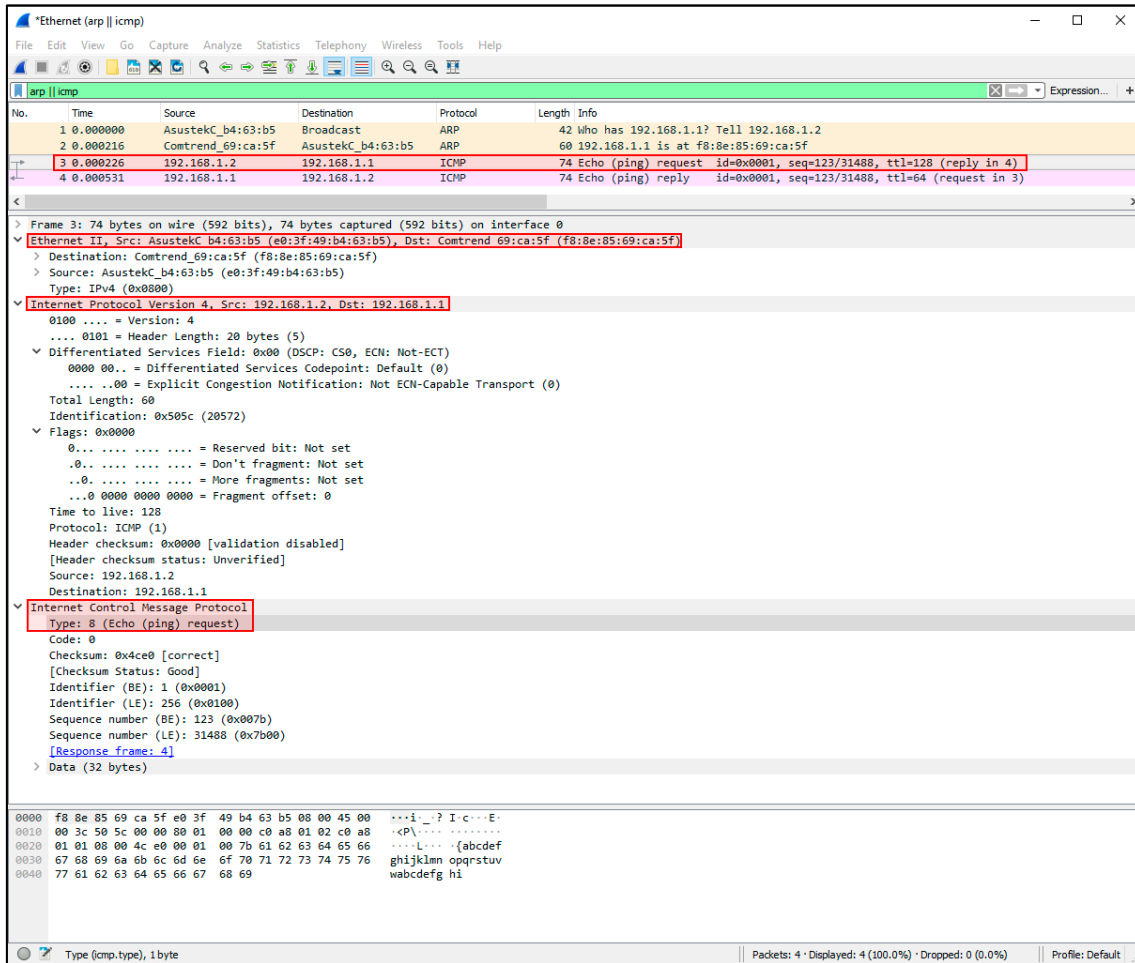 *Ethernet (arp || icmp)
File Edit View Go Capture Analyze Statistics Telephony Wireless Tools Help
arp || icmp Expression... +
No. Time Source Destination Protocol Length Info
1 0.000000 AsustekC_b4:63:b5 Broadcast ARP 42 Who has 192.168.1.1? Tell 192.168.1.2
2 0.000216 Comtrend_69:ca:5f AsustekC_b4:63:b5 ARP 60 192.168.1.1 is at f8:8e:85:69:ca:5f
3 0.000226 192.168.1.2 192.168.1.1 ICMP 74 Echo (ping) request id=0x0001, seq=123/31488, ttl=128 (reply in 4)
4 0.000531 192.168.1.1 192.168.1.2 ICMP 74 Echo (ping) reply id=0x0001, seq=123/31488, ttl=64 (request in 3)
Frame 3: 74 bytes on wire (592 bits), 74 bytes captured (592 bits) on interface 0
Ethernet II, Src: AsustekC_b4:63:b5 (e0:3f:49:b4:63:b5), Dst: Comtrend_69:ca:5f (f8:8e:85:69:ca:5f)
Destination: Comtrend_69:ca:5f (f8:8e:85:69:ca:5f)
Source: AsustekC_b4:63:b5 (e0:3f:49:b4:63:b5)
Type: IPv4 (0x0800)
Internet Protocol Version 4, Src: 192.168.1.2, Dst: 192.168.1.1
0100 .... = Version: 4
.... 0101 = Header Length: 20 bytes (5)
Differentiated Services Field: 0x00 (DSCP: CS0, ECN: Not-ECT)
0000 00.. = Differentiated Services Codepoint: Default (0)
.... ..00 = Explicit Congestion Notification: Not ECN-Capable Transport (0)
Total Length: 60
Identification: 0x505c (20572)
Flags: 0x0000
0... .... .... .... = Reserved bit: Not set
.0.. .... .... .... = Don't fragment: Not set
..0. .... .... .... = More fragments: Not set
...0 0000 0000 0000 = Fragment offset: 0
Time to live: 128
Protocol: ICMP (1)
Header checksum: 0x0000 [validation disabled]
[Header checksum status: Unverified]
Source: 192.168.1.2
Destination: 192.168.1.1
Internet Control Message Protocol
Type: 8 (Echo (ping) request)
Code: 0
Checksum: 0x4ce0 [correct]
[Checksum Status: Good]
Identifier (BE): 1 (0x0001)
Identifier (LE): 256 (0x0100)
Sequence number (BE): 123 (0x007b)
Sequence number (LE): 31488 (0x7b00)
[Response frame: 4]
Data (32 bytes)
0000 f8 8e 85 69 ca 5f e0 3f 49 b4 63 b5 08 00 45 00 ···i·_·? I·c···E·
0010 00 3c 50 5c 00 00 80 01 00 00 c0 a8 01 02 c0 a8 ·<P\···· ········
0020 01 01 08 00 4c e0 00 01 00 7b 61 62 63 64 65 66 ····L··· ·{abcdef
0030 67 68 69 6a 6b 6c 6d 6e 6f 70 71 72 73 74 75 76 ghijklmn opqrstuv
0040 77 61 62 63 64 65 66 67 68 69 wabcdefg hi
Type (icmp.type), 1 byte Packets: 4 · Displayed: 4 (100.0%) · Dropped: 0 (0.0%) Profile: Default